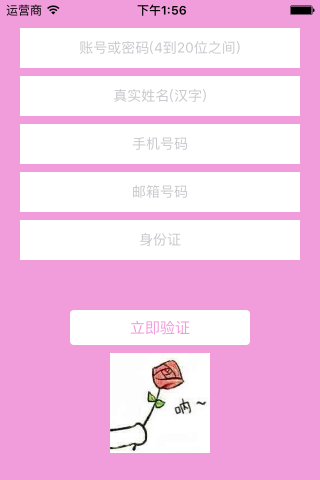 运营商 下午1:56
账号或密码(4到20位之间)
真实姓名(汉字)
手机号码
邮箱号码
身份证
立即验证
呐~